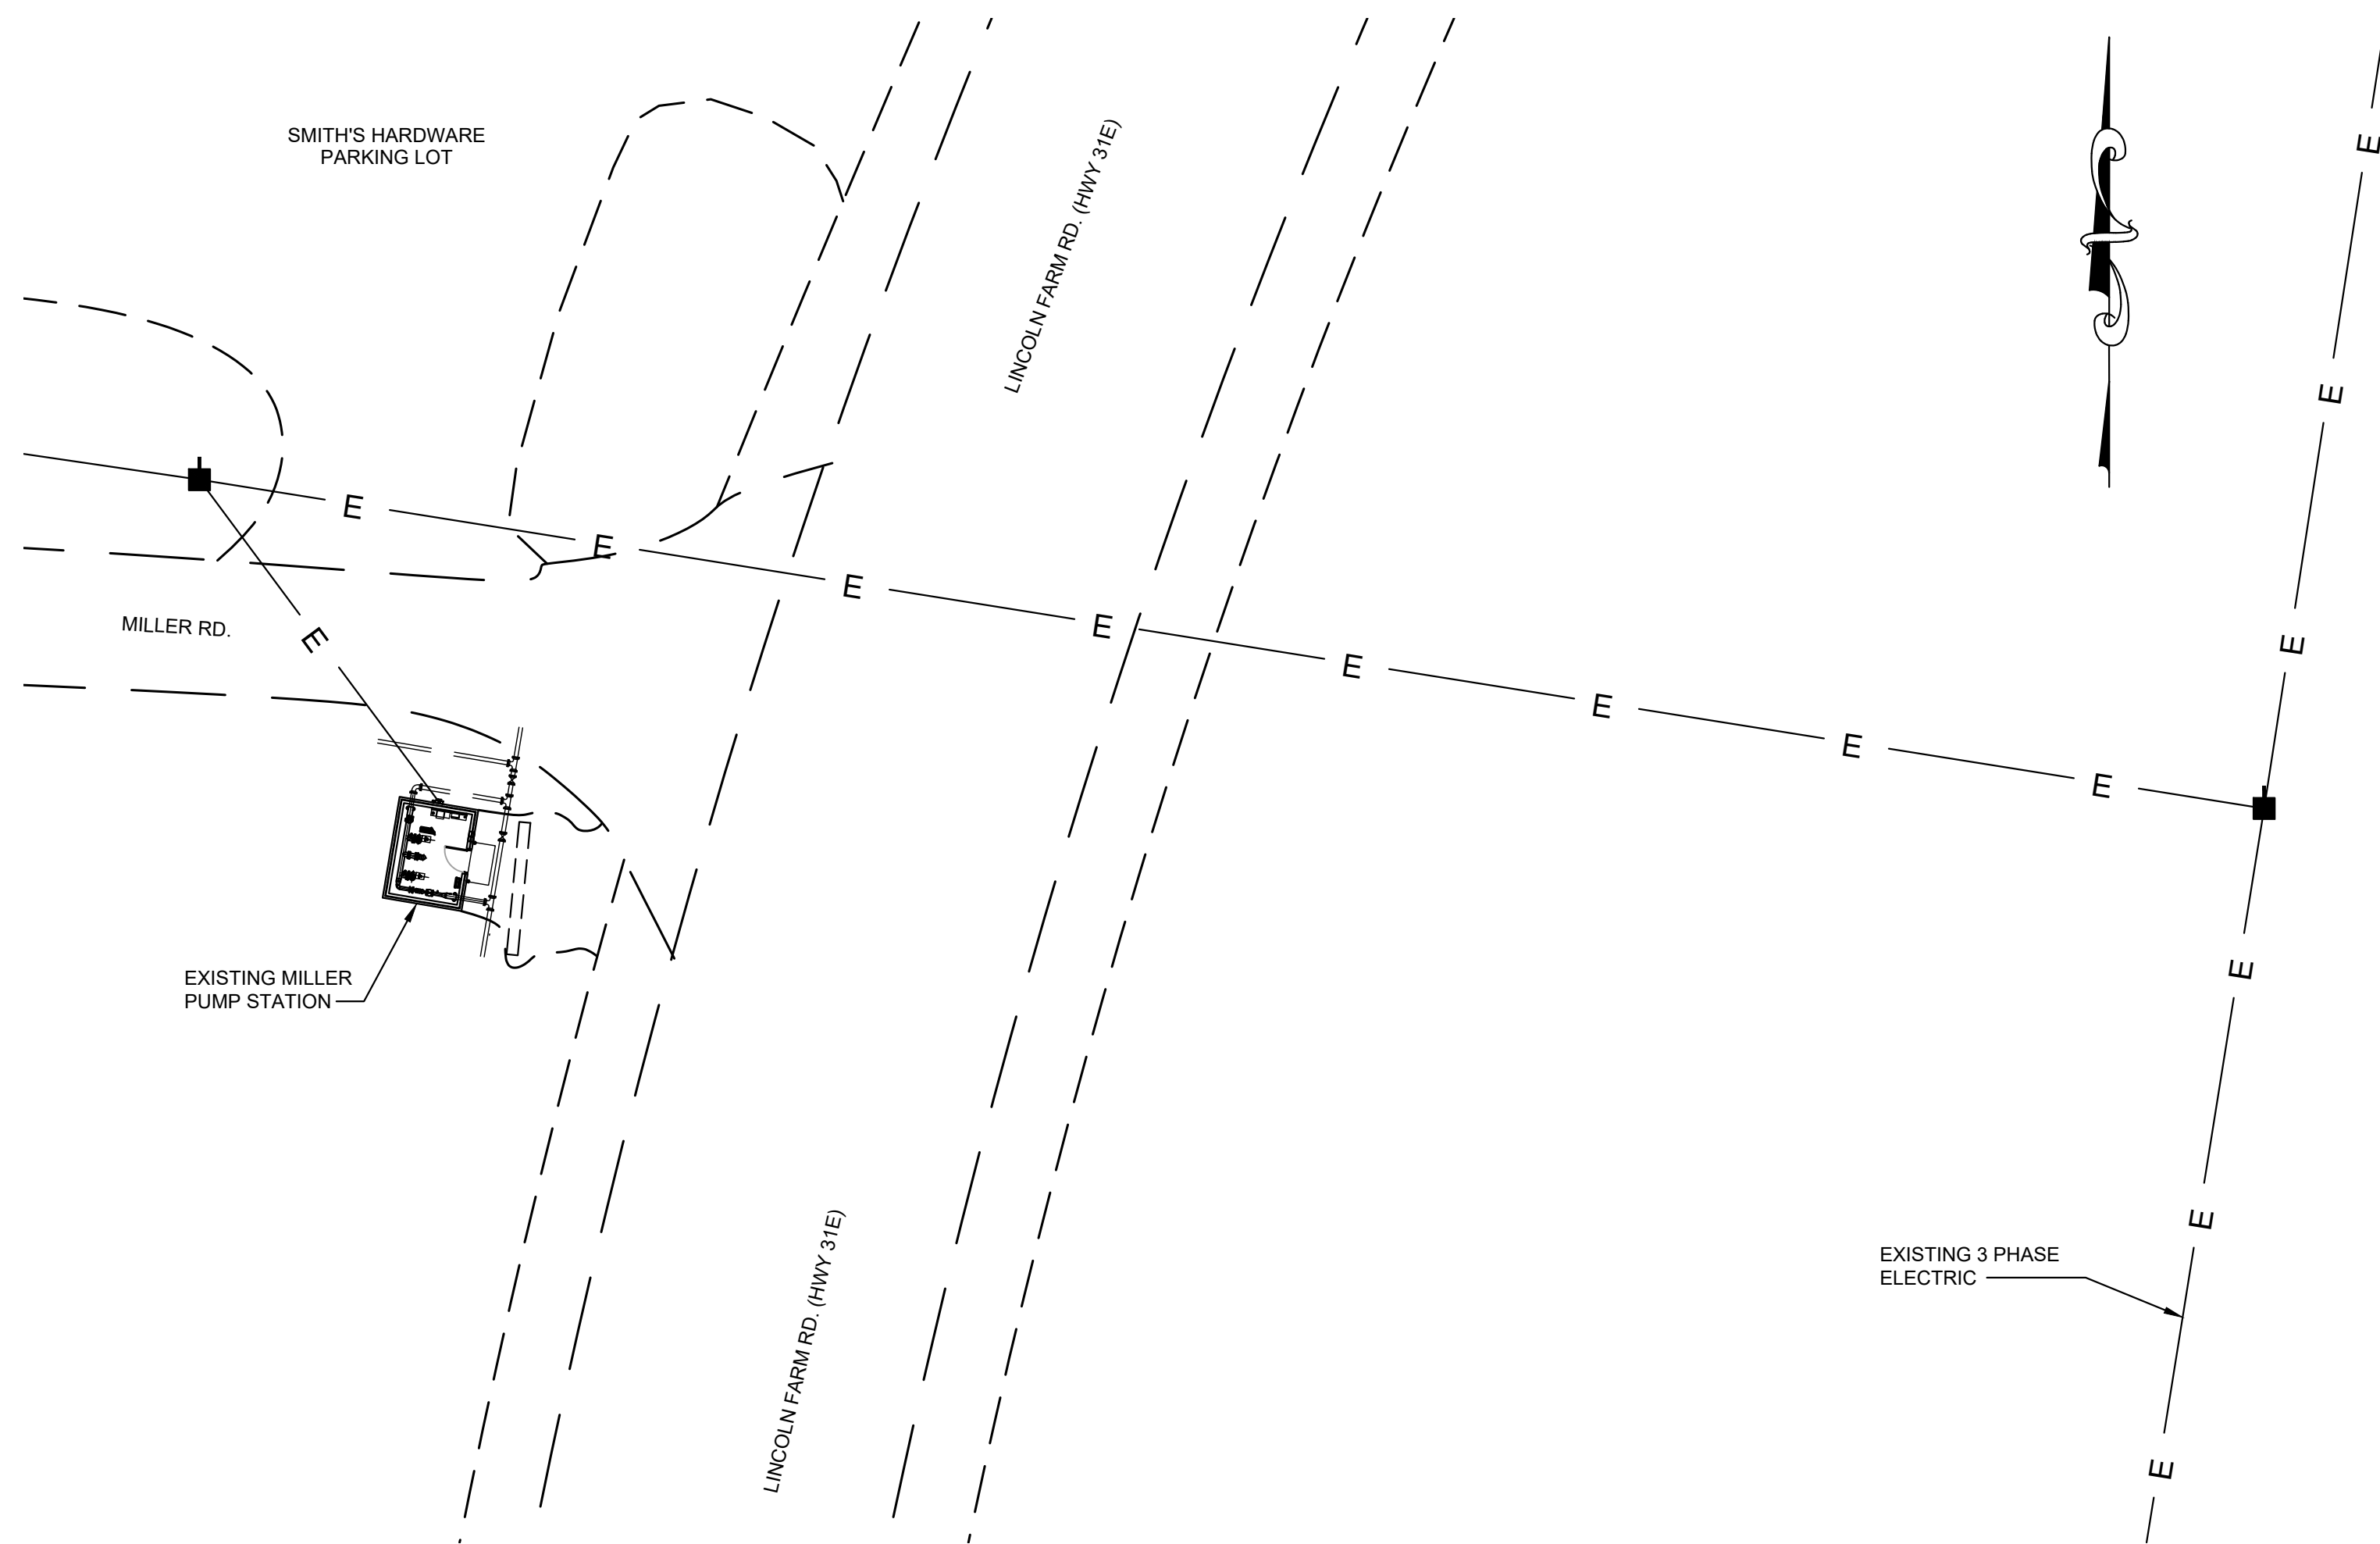 SMITH'S HARDWARE
PARKING LOT
LINCOLN FARM RD. (HWY 31E)
E
E
E
E
E
E
E
E
E
MILLER RD.
E
E
E
E
E
EXISTING MILLER
PUMP STATION
E
EXISTING 3 PHASE
ELECTRIC
LINCOLN FARM RD. (HWY 31E)